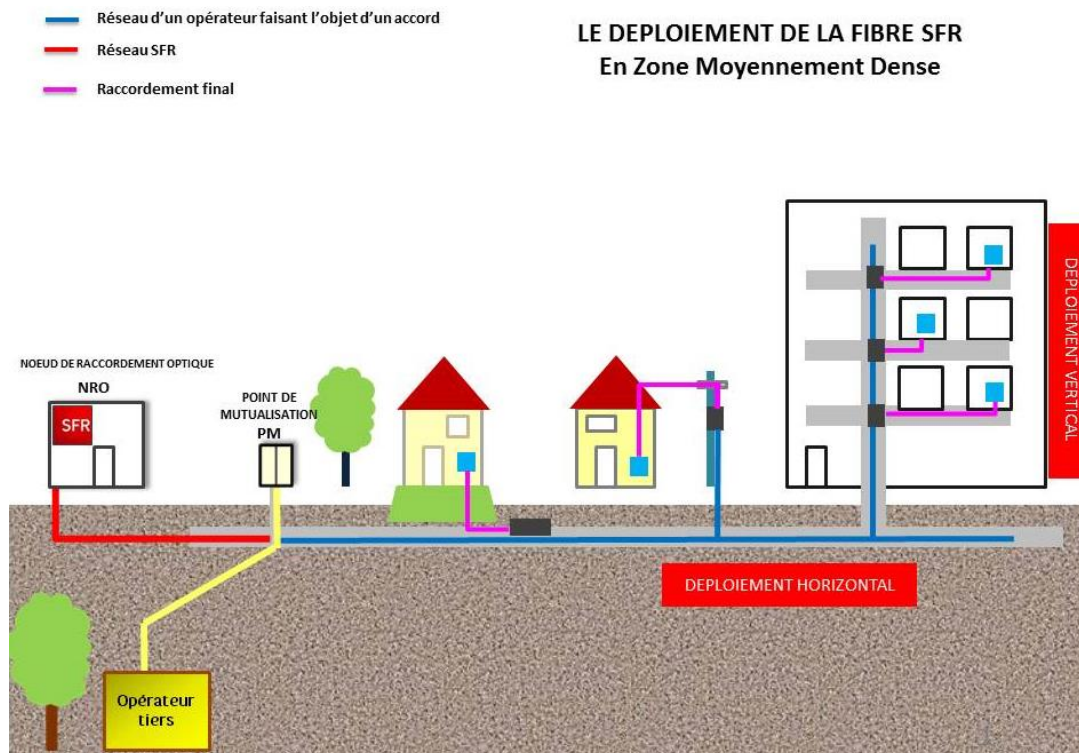 Réseau d'un opérateur faisant l'objet d'un accord
Réseau SFR
Raccordement final
LE DEPLOIEMENT DE LA FIBRE SFR
En Zone Moyennement Dense
NOEUD DE RACCORDEMENT OPTIQUE
NRO
SFR
POINT DE
MUTUALISATION
PM
DEPLOIEMENT VERTICAL
DEPLOIEMENT HORIZONTAL
Opérateur
tiers